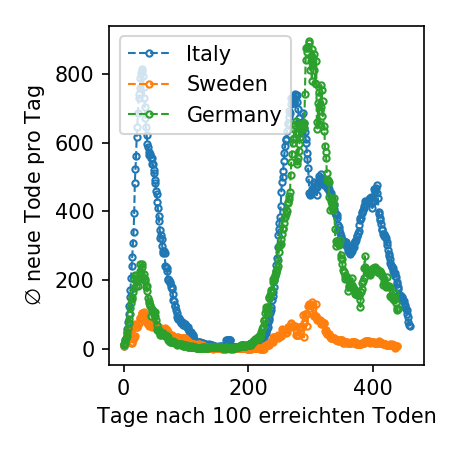 Italy
Sweden
Germany
∅ neue Tode pro Tag
800
600
400
200
0
0 200 400
Tage nach 100 erreichten Toden